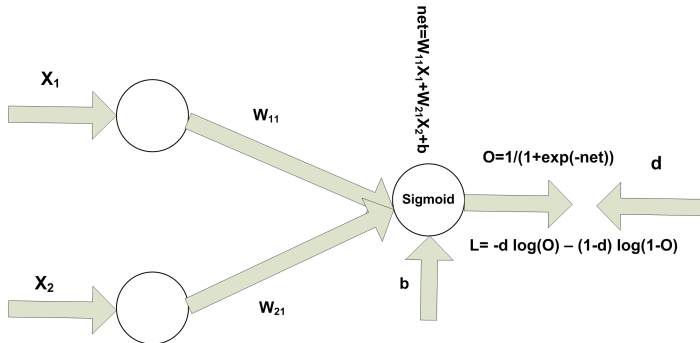 X1
W11
net=W11X1+W21X2+b
O=1/(1+exp(-net))
d
Sigmoid
L= -d log(O) – (1-d) log(1-O)
X2
W21
b